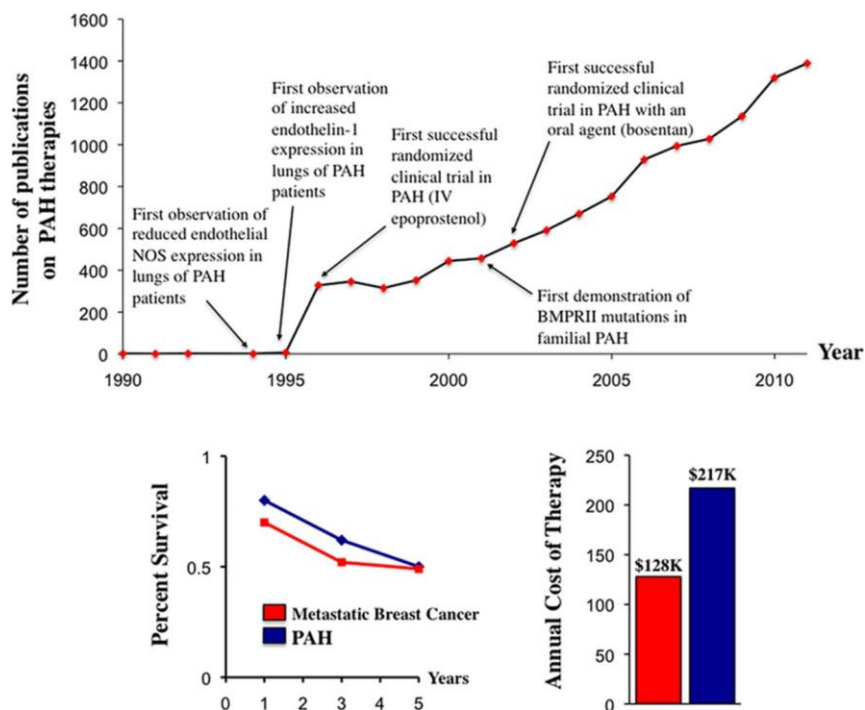 Number of publications
on PAH therapies
1600
1400
1200
1000
800
600
400
200
0
First observation of
reduced endothelial
NOS expression in
lungs of PAH
patients
First observation
of increased
endothelin-1
expression in
lungs of PAH
patients
First successful
randomized
clinical trial in
PAH (IV
epoprostenol)
First successful
randomized clinical
trial in PAH with an
oral agent (bosentan)
First demonstration of
BMPRII mutations in
familial PAH
Year
1990
1995
2000
2005
2010
Percent Survival
1
0.5
0
Metastatic Breast Cancer
PAH
Years
0 1 2 3 4 5
Annual Cost of Therapy
250
200
150
100
50
0
$128K
$217K